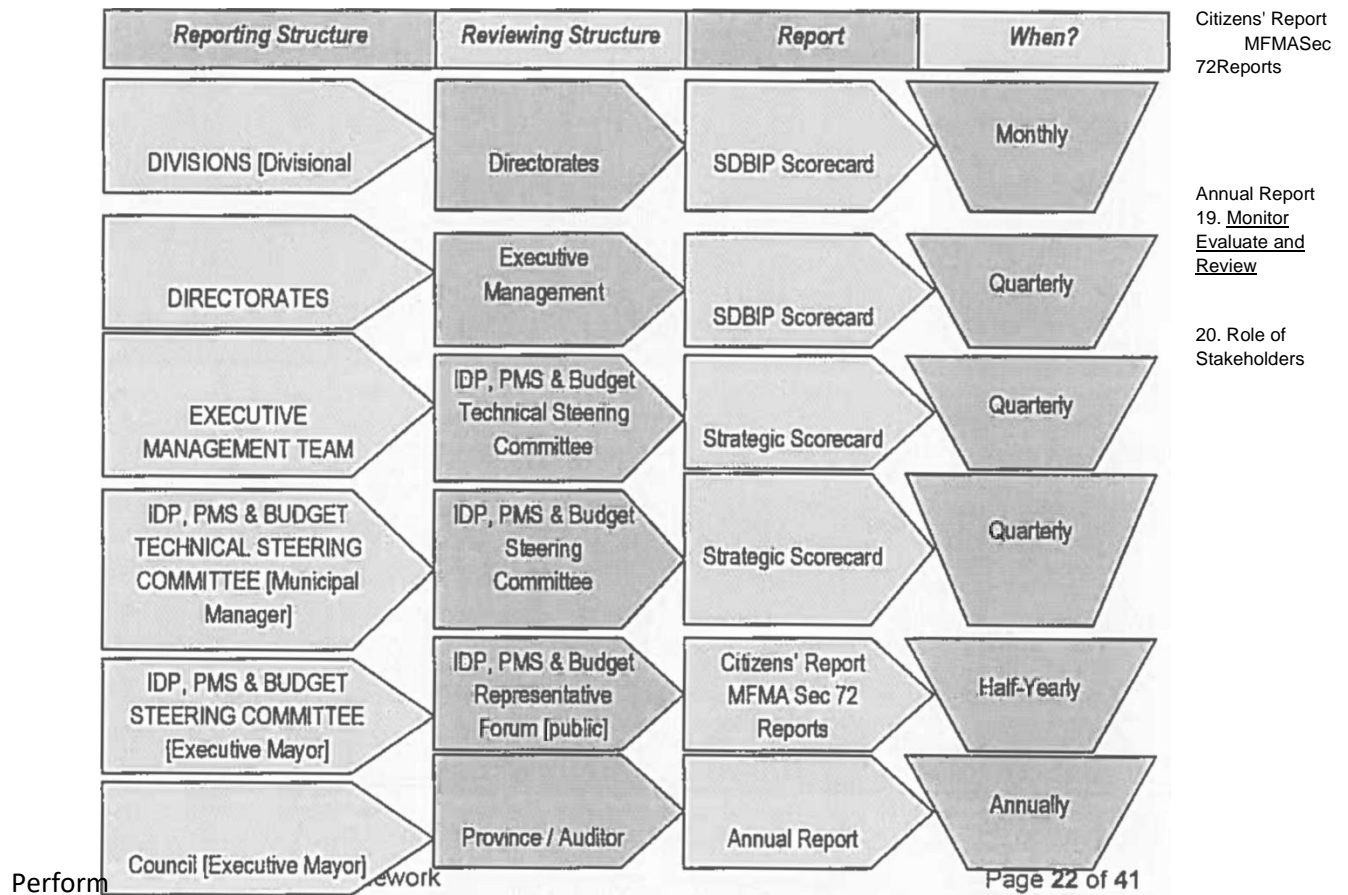 Reporting Structure Reviewing Structure Report When?
DIVISIONS [Divisional
Directorates
SDBIP Scorecard
Monthly
DIRECTORATES
Executive
Management
SDBIP Scorecard
Quarterly
EXECUTIVE
MANAGEMENT TEAM
IDP, PMS & Budget
Technical Steering
Committee
Strategic Scorecard
Quarterly
IDP, PMS & BUDGET
TECHNICAL STEERING
COMMITTEE [Municipal
Manager]
IDP, PMS & Budget
Steering
Committee
Strategic Scorecard
Quarterly
IDP, PMS & BUDGET
STEERING COMMITTEE
[Executive Mayor]
IDP, PMS & Budget
Representative
Forum [public]
Citizens' Report
MFMA Sec 72
Reports
Half-Yearly
Council [Executive Mayor]
Province / Auditor
Annual Report
Annually
Citizens' Report
MFMASec
72Reports
Annual Report
19. Monitor
Evaluate and
Review
20. Role of
Stakeholders
Perform ework Page 22 of 41